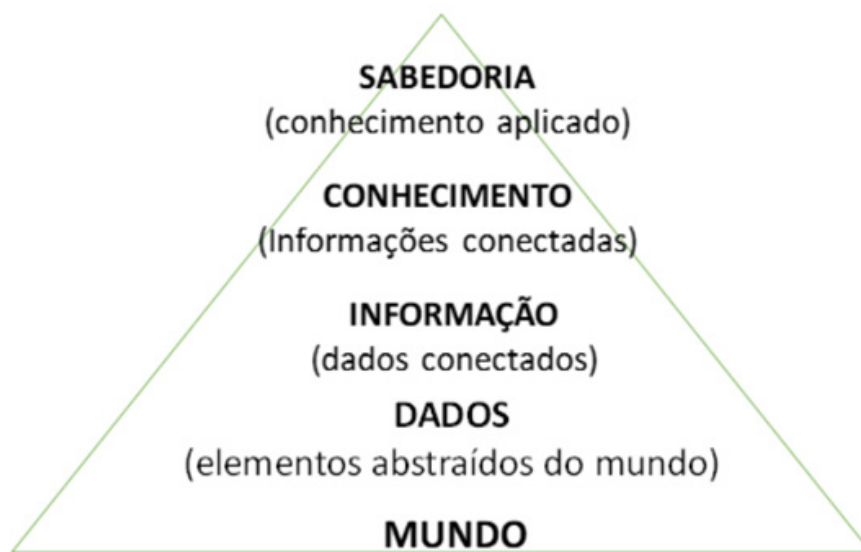 SABEDORIA
(conhecimento aplicado)
CONHECIMENTO
(Informações conectadas)
INFORMAÇÃO
(dados conectados)
DADOS
(elementos abstraídos do mundo)
MUNDO